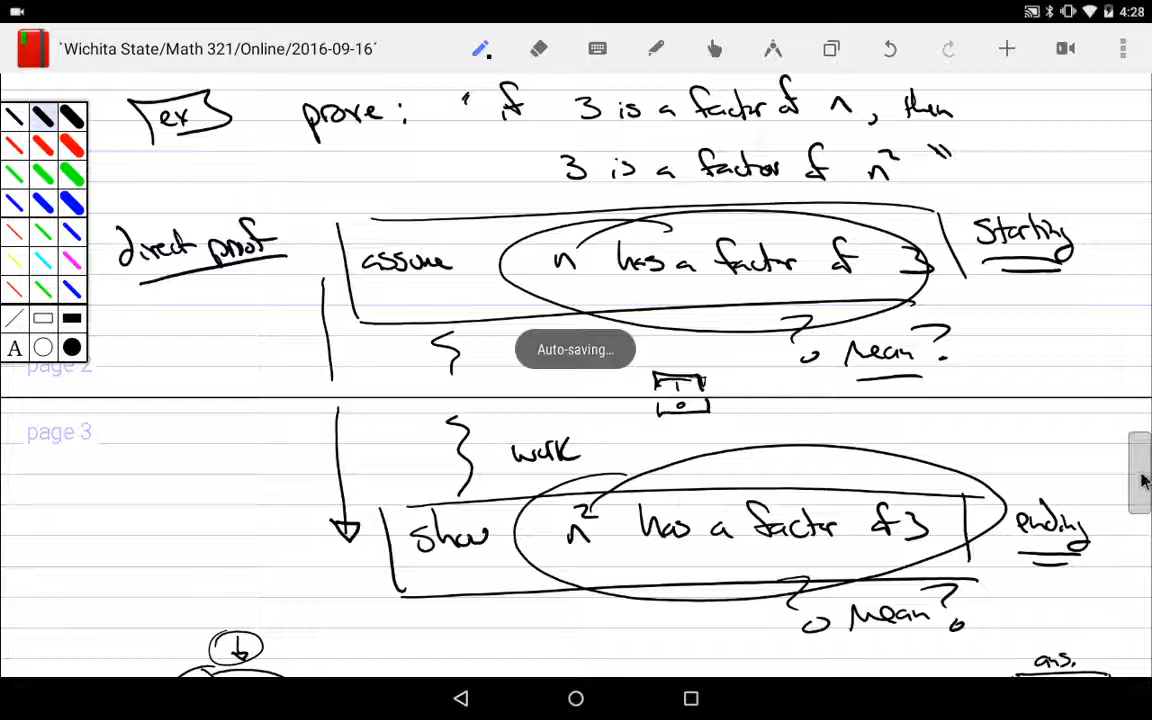 4:28
`Wichita State/Math 321/Online/2016-09-16´
ex prove: " if 3 is a factor of n, then
3 is a factor of n² "
direct proof assume n has a factor of 3 starting
A
Auto-saving...
mean?
page 2
page 3
work
show n² has a factor of 3 ending
mean?
ans.